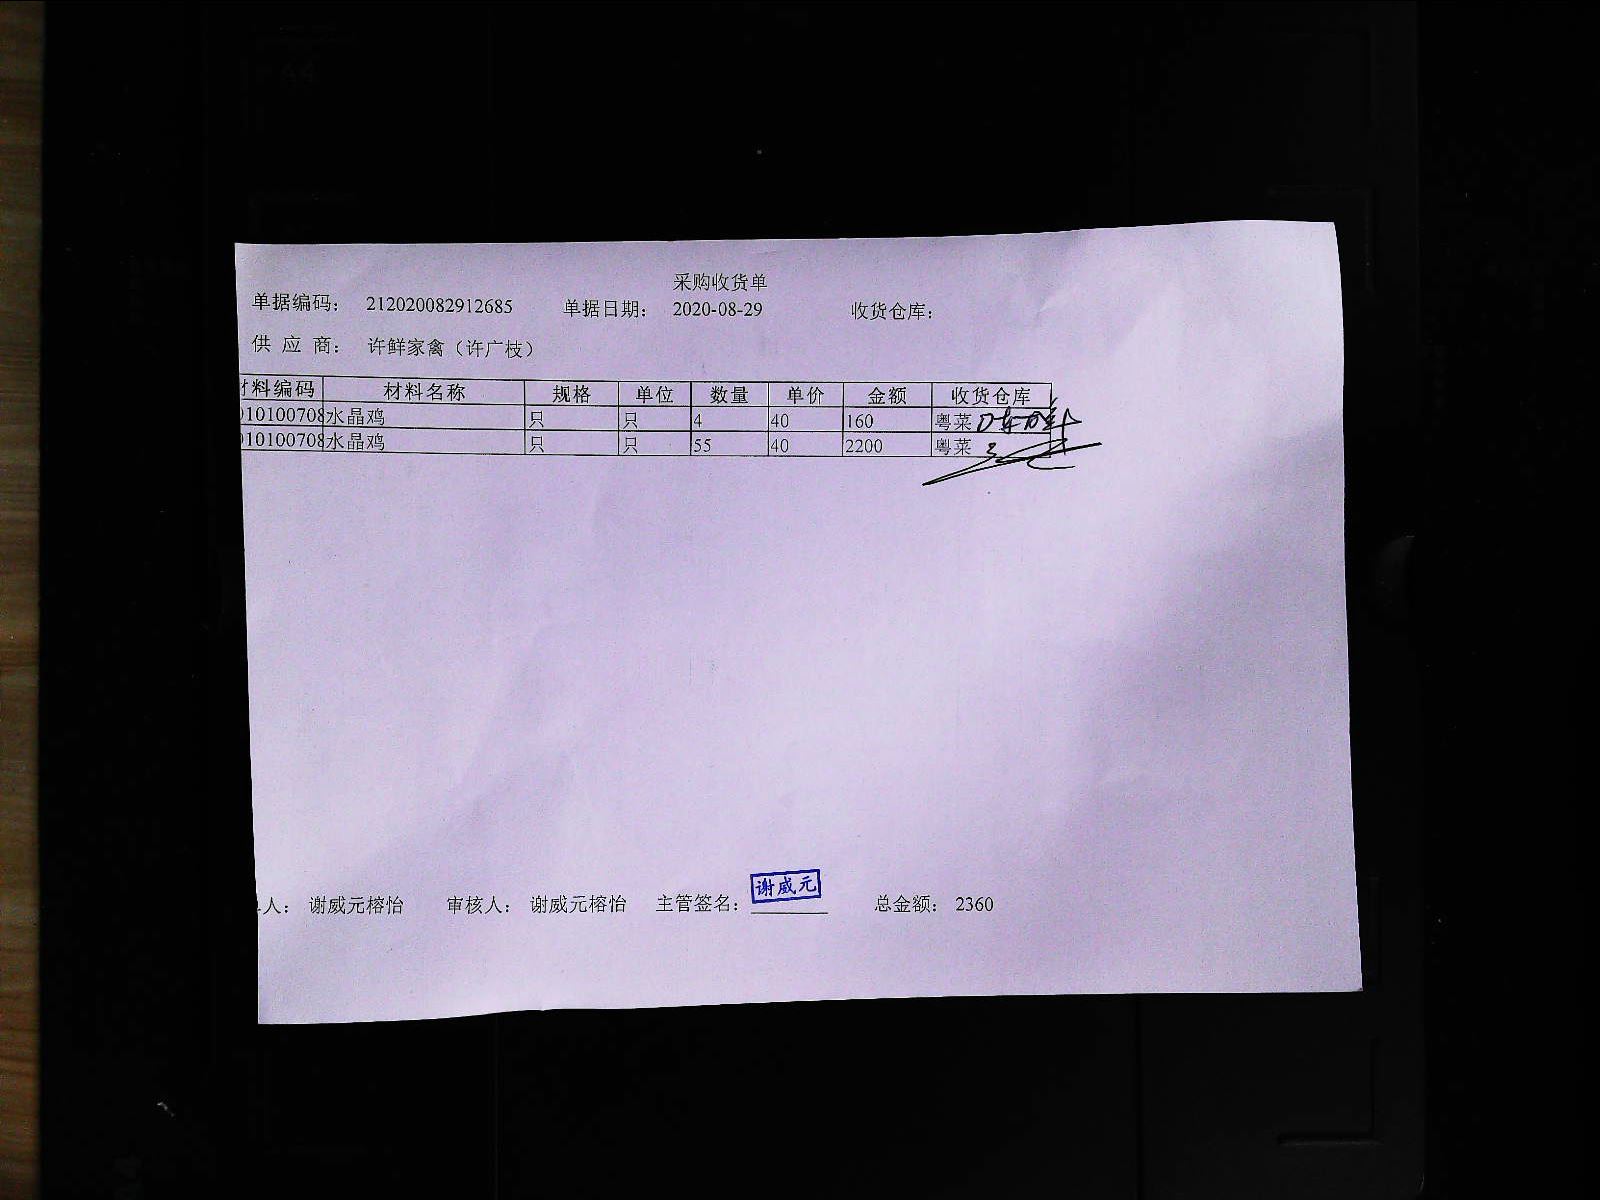 采购收货单
单据编码： 212020082912685 单据日期： 2020-08-29 收货仓库：
供 应 商： 许鲜家禽（许广枝）
材料编码 材料名称 规格 单位 数量 单价 金额 收货仓库
010100708 水晶鸡 只 只 4 40 160 粤菜
010100708 水晶鸡 只 只 55 40 2200 粤菜
谢威元
人： 谢威元榕怡 审核人： 谢威元榕怡 主管签名： 总金额： 2360